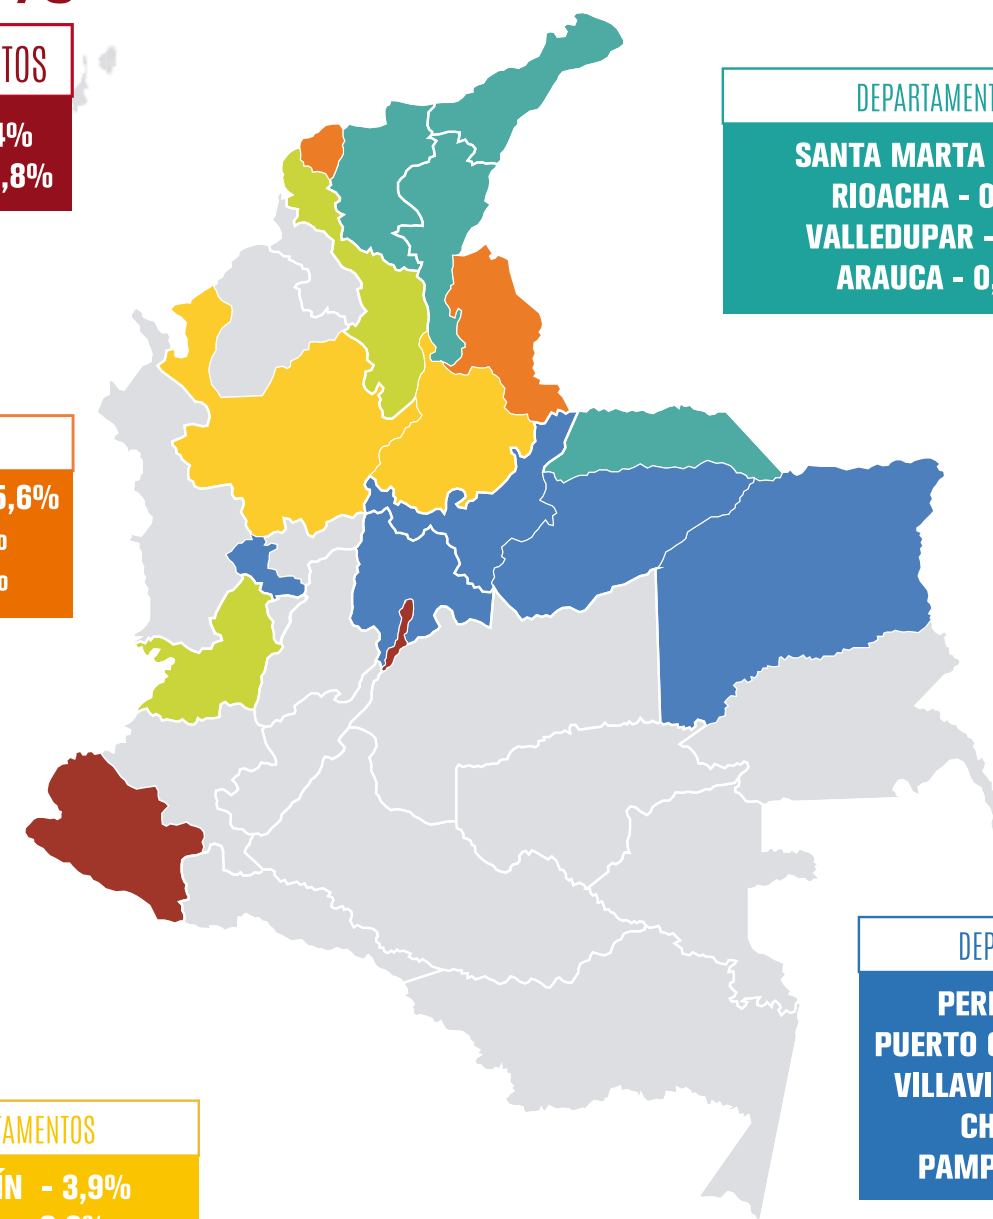 TOS
4%
,8%
DEPARTAMENT
SANTA MARTA
RIOACHA - 0
VALLEDUPAR -
ARAUCA - 0,
5,6%
DEP
PER
PUERTO
VILLAVI
CH
PAMP
TAMENTOS
ÍN - 3,9%